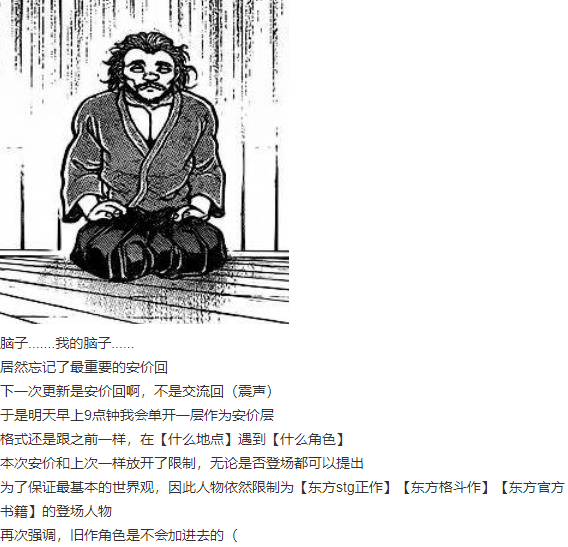 脑子.......我的脑子......
居然忘记了最重要的安价回
下一次更新是安价回啊，不是交流回（震声）
于是明天早上9点钟我会单开一层作为安价层
格式还是跟之前一样，在【什么地点】遇到【什么角色】
本次安价和上次一样放开了限制，无论是否登场都可以提出
为了保证最基本的世界观，因此人物依然限制为【东方stg正作】【东方格斗作】【东方官方
书籍】的登场人物
再次强调，旧作角色是不会加进去的（